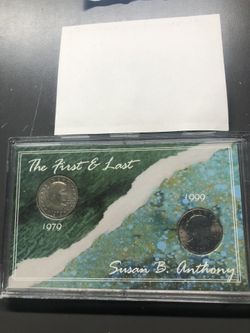 The First & Last
1979
1999
Susan B. Anthony